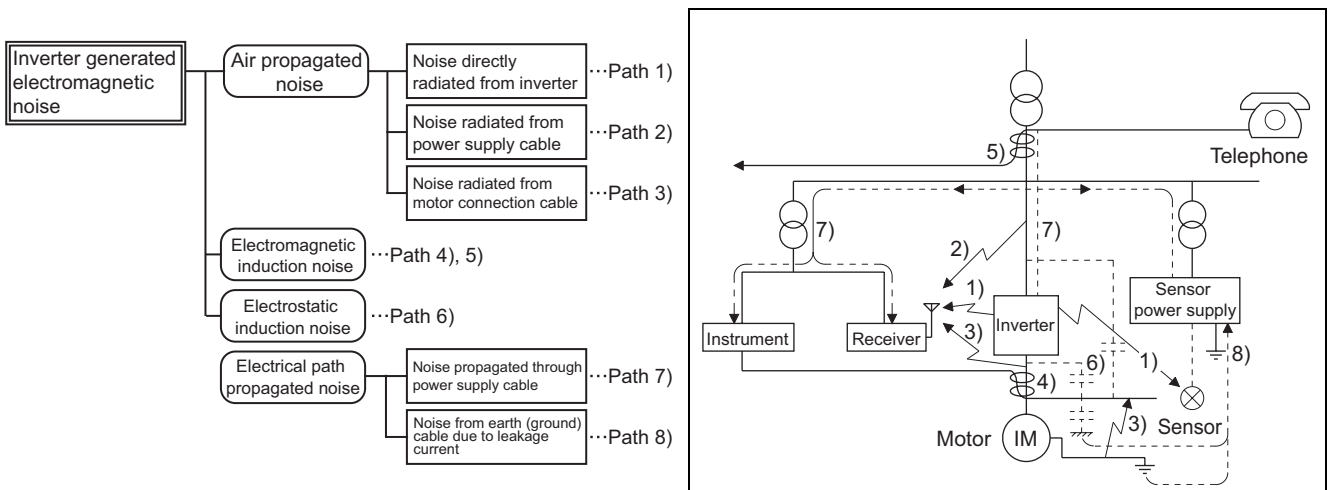 Inverter generated
electromagnetic
noise
Air propagated
noise
Noise directly
radiated from inverter
···Path 1)
Noise radiated from
power supply cable
···Path 2)
Noise radiated from
motor connection cable
···Path 3)
Electromagnetic
induction noise
···Path 4), 5)
Electrostatic
induction noise
···Path 6)
Electrical path
propagated noise
Noise propagated through
power supply cable
···Path 7)
Noise from earth (ground)
cable due to leakage
current
···Path 8)
5)
Telephone
7)
7)
2)
1)
3)
Instrument
Receiver
Inverter
Sensor
power supply
6)
1)
8)
4)
3)
Sensor
Motor
IM